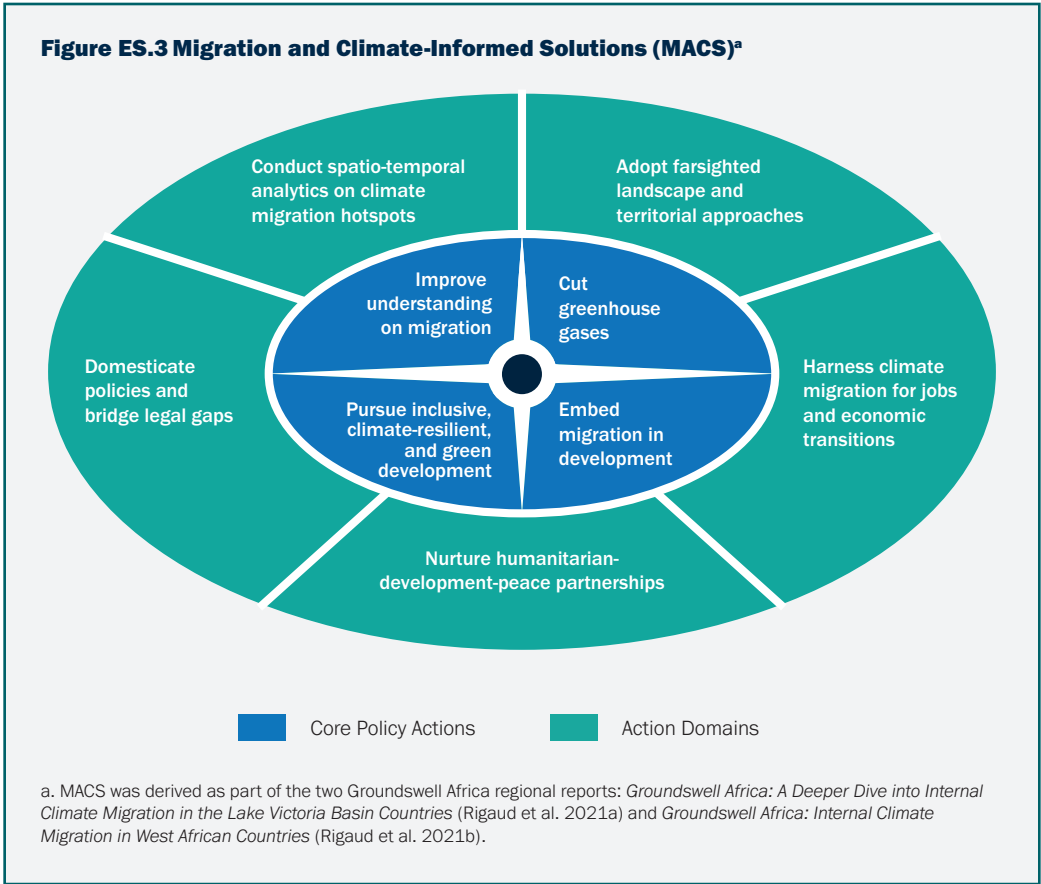 Figure ES.3 Migration and Climate-Informed Solutions (MACS)ᵃ
Conduct spatio-temporal
analytics on climate
migration hotspots
Adopt farsighted
landscape and
territorial approaches
Improve
understanding
on migration
Cut
greenhouse
gases
Domesticate
policies and
bridge legal gaps
Harness climate
migration for jobs
and economic
transitions
Pursue inclusive,
climate-resilient,
and green
development
Embed
migration in
development
Nurture humanitarian-
development-peace partnerships
Core Policy Actions
Action Domains
a. MACS was derived as part of the two Groundswell Africa regional reports: Groundswell Africa: A Deeper Dive into Internal
Climate Migration in the Lake Victoria Basin Countries (Rigaud et al. 2021a) and Groundswell Africa: Internal Climate
Migration in West African Countries (Rigaud et al. 2021b).